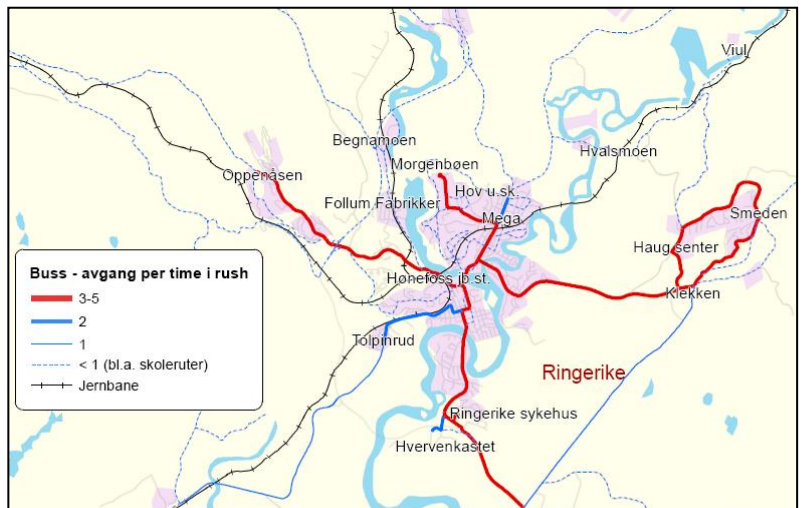 Viul
Begnamoen
Hvalsmoen
Morgenbøen
Oppenåsen
Hov u.sk.
Follum Fabrikker
Mega
Smeden
Haug senter
Buss - avgang per time i rush
3-5
2
1
< 1 (bl.a. skoleruter)
Jernbane
Hønefoss jb.st.
Klekken
Tolpinrud
Ringerike
Ringerike sykehus
Hvervenkastet